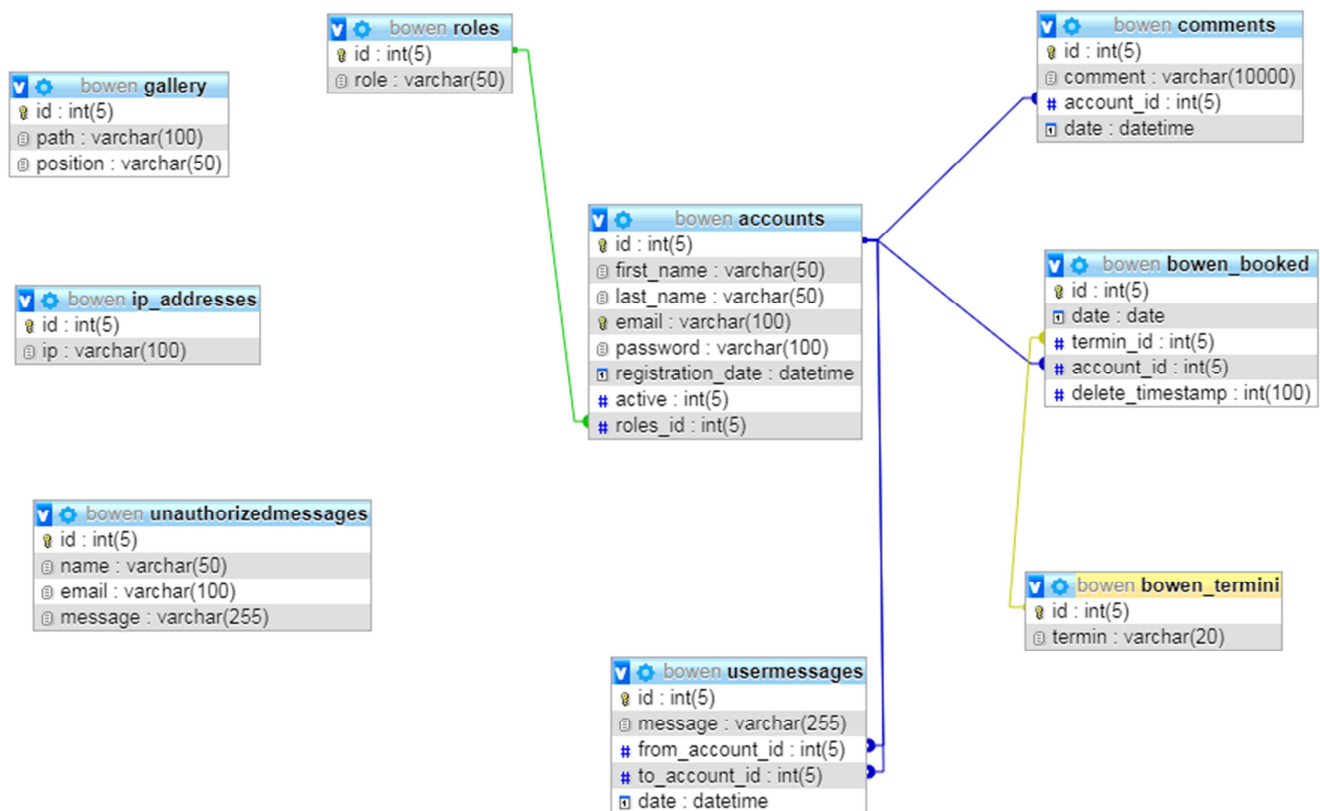 bowen roles
id : int(5)
role : varchar(50)
bowen comments
id : int(5)
comment : varchar(10000)
account_id : int(5)
date : datetime
bowen gallery
id : int(5)
path : varchar(100)
position : varchar(50)
bowen accounts
id : int(5)
first_name : varchar(50)
last_name : varchar(50)
email : varchar(100)
password : varchar(100)
registration_date : datetime
active : int(5)
roles_id : int(5)
bowen bowen_booked
id : int(5)
date : date
termin_id : int(5)
account_id : int(5)
delete_timestamp : int(100)
bowen ip_addresses
id : int(5)
ip : varchar(100)
bowen unauthorizedmessages
id : int(5)
name : varchar(50)
email : varchar(100)
message : varchar(255)
bowen bowen_termini
id : int(5)
termin : varchar(20)
bowen usermessages
id : int(5)
message : varchar(255)
from_account_id : int(5)
to_account_id : int(5)
date : datetime